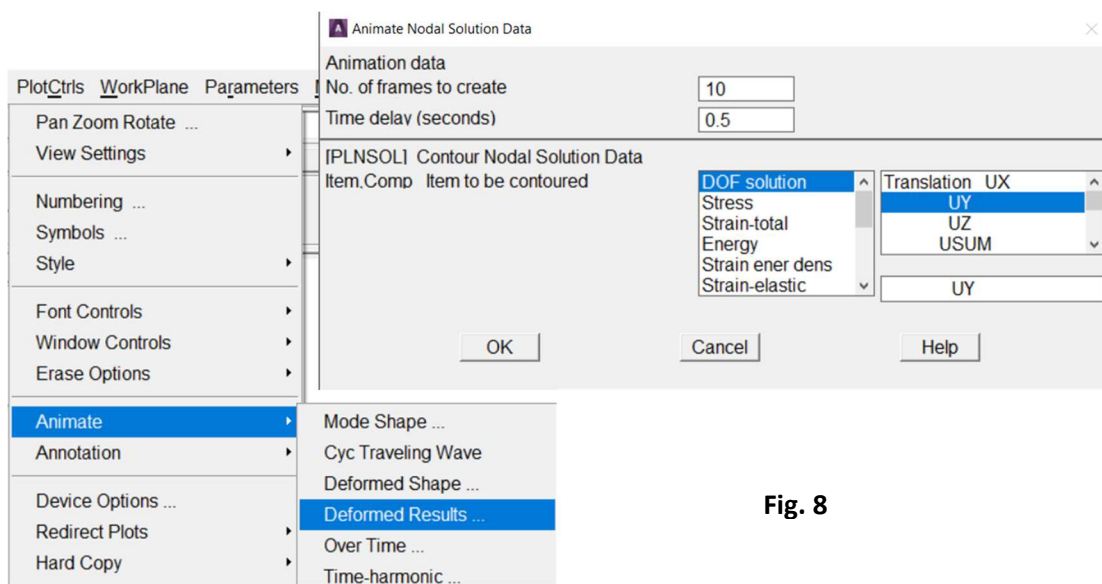 Animate Nodal Solution Data
Animation data
No. of frames to create 10
Time delay (seconds) 0.5
[PLNSOL] Contour Nodal Solution Data
Item,Comp Item to be contoured
DOF solution
Stress
Strain-total
Energy
Strain ener dens
Strain-elastic
Translation UX
UY
UZ
USUM
UY
OK Cancel Help
PlotCtrls WorkPlane Parameters
Pan Zoom Rotate ...
View Settings
Numbering ...
Symbols ...
Style
Font Controls
Window Controls
Erase Options
Animate
Annotation
Device Options ...
Redirect Plots
Hard Copy
Mode Shape ...
Cyc Traveling Wave
Deformed Shape ...
Deformed Results ...
Over Time ...
Time-harmonic ...
Fig. 8